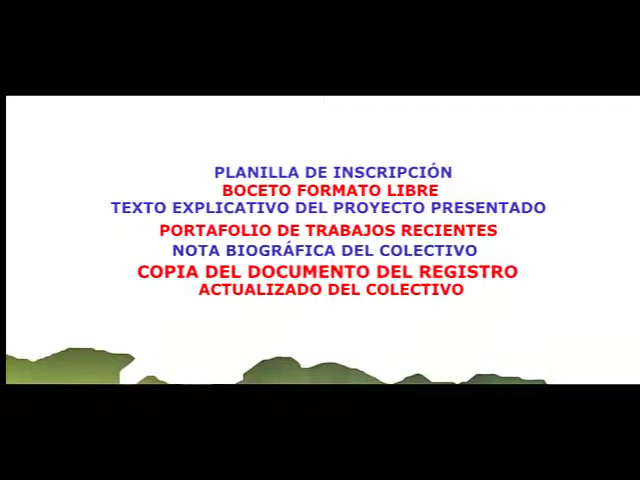 PLANILLA DE INSCRIPCIÓN
BOCETO FORMATO LIBRE
TEXTO EXPLICATIVO DEL PROYECTO PRESENTADO
PORTAFOLIO DE TRABAJOS RECIENTES
NOTA BIOGRÁFICA DEL COLECTIVO
COPIA DEL DOCUMENTO DEL REGISTRO
ACTUALIZADO DEL COLECTIVO